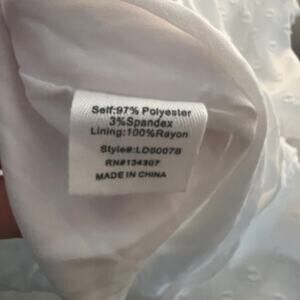 Self:97% Polyester
3%Spandex
Lining:100%Rayon
Style#:LD5007B
RN#134307
MADE IN CHINA